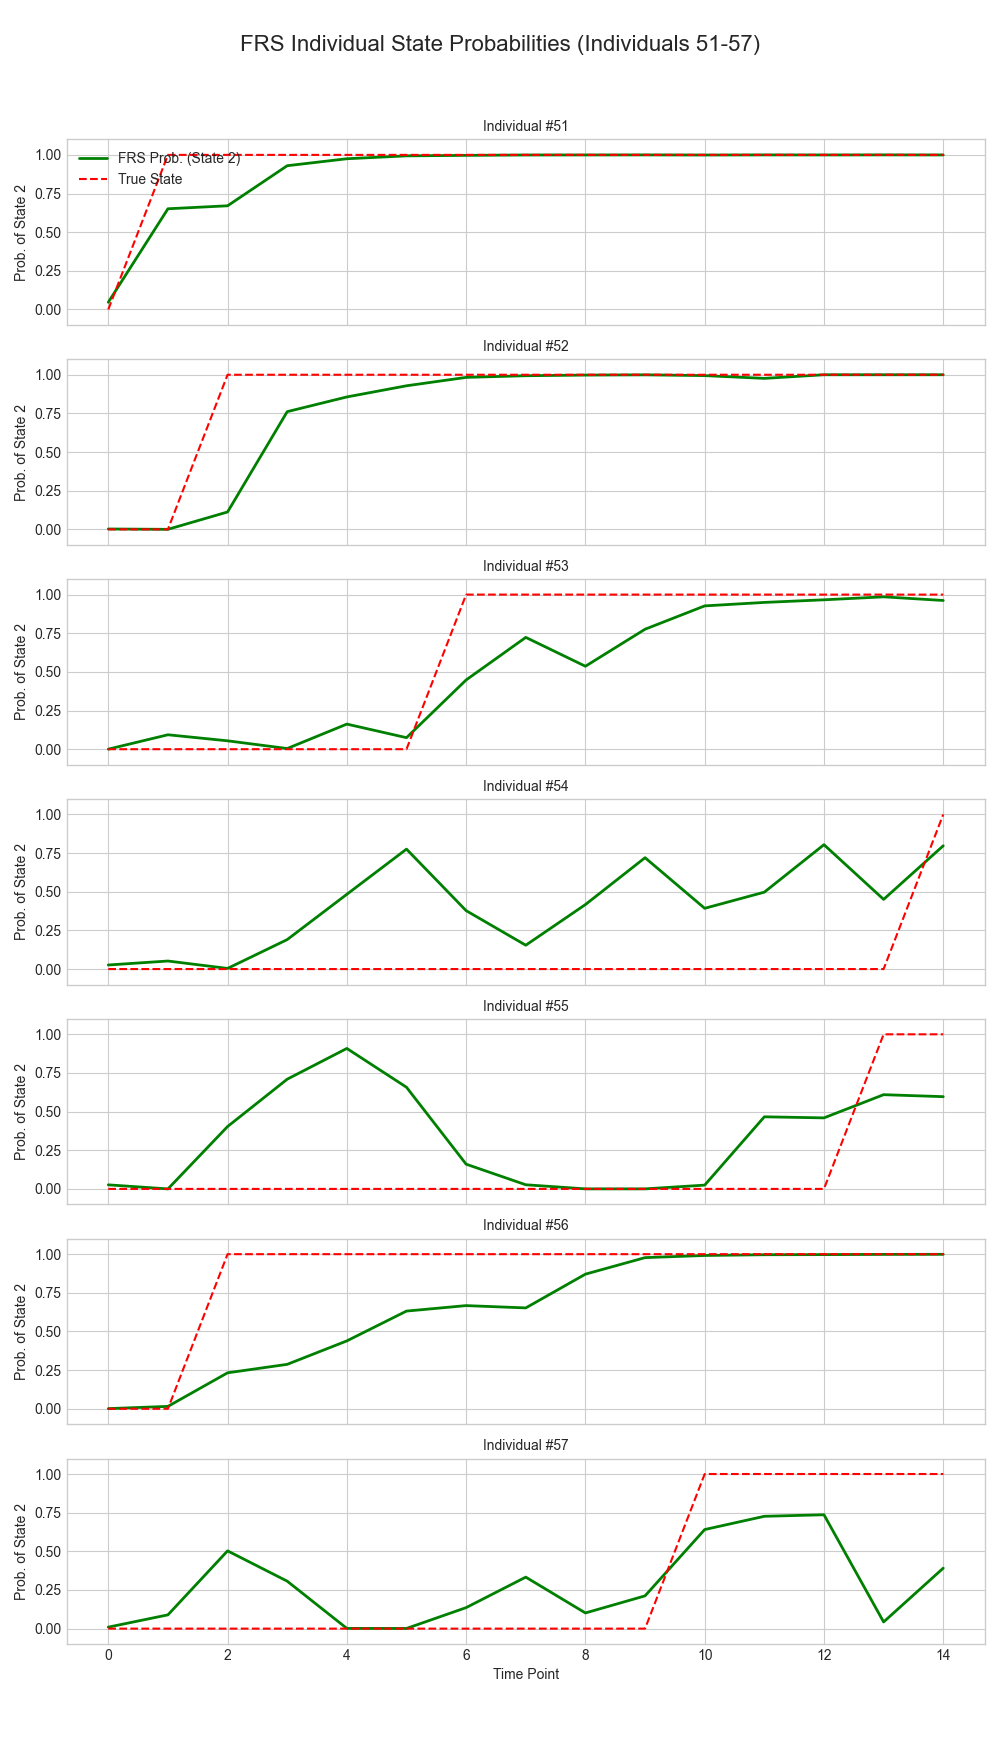 FRS Individual State Probabilities (Individuals 51-57)
Individual #51
FRS Prob. (State 2)
True State
1.00
0.75
0.50
0.25
0.00
Prob. of State 2
Individual #52
1.00
0.75
0.50
0.25
0.00
Prob. of State 2
Individual #53
1.00
0.75
0.50
0.25
0.00
Prob. of State 2
Individual #54
1.00
0.75
0.50
0.25
0.00
Prob. of State 2
Individual #55
1.00
0.75
0.50
0.25
0.00
Prob. of State 2
Individual #56
1.00
0.75
0.50
0.25
0.00
Prob. of State 2
Individual #57
1.00
0.75
0.50
0.25
0.00
Prob. of State 2
0 2 4 6 8 10 12 14
Time Point